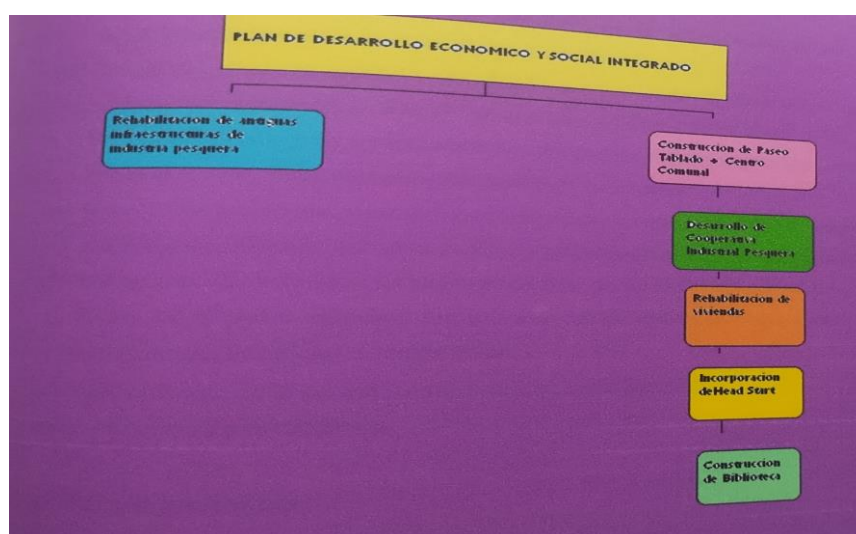 PLAN DE DESARROLLO ECONOMICO Y SOCIAL INTEGRADO
Rehabilitacion de antiguas
infraestructuras de
industria pesquera
Construccion de Paseo
Tablado + Centro
Comunal
Desarrollo de
Cooperativa
Industrial Pesquera
Rehabilitacion de
viviendas
Incorporacion
deHead Start
Construccion
de Biblioteca